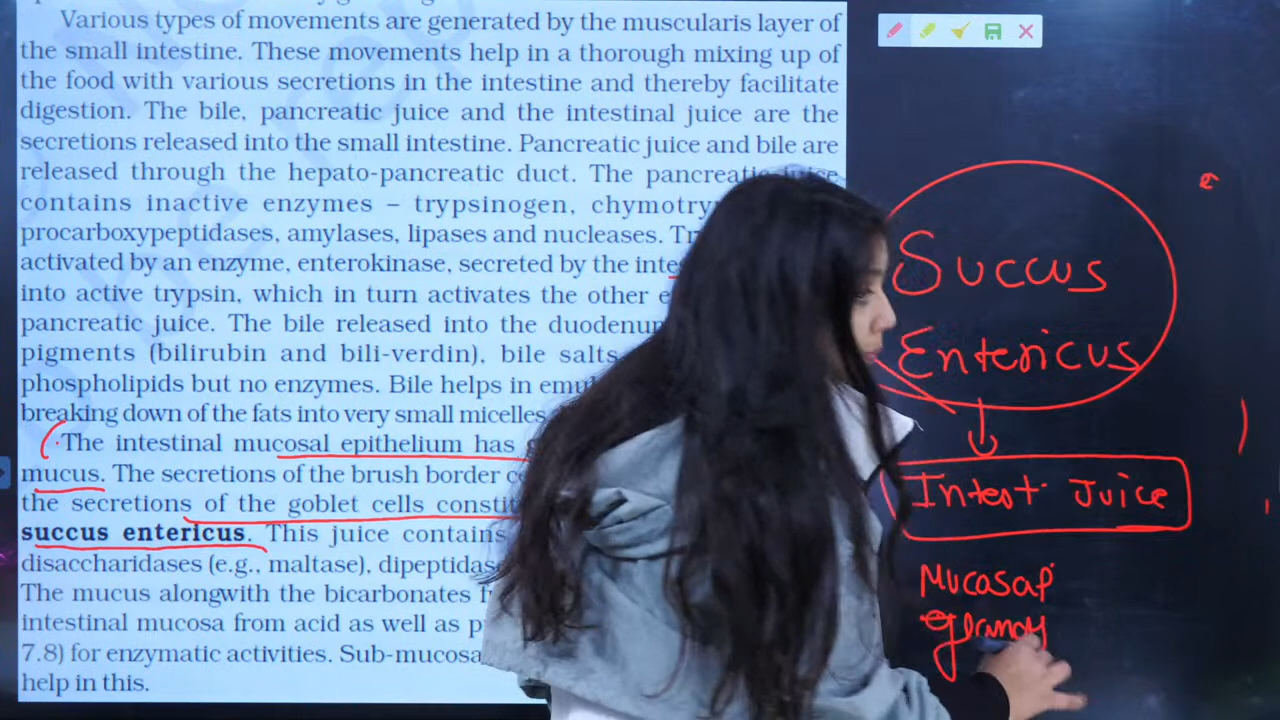 Various types of movements are generated by the muscularis layer of
the small intestine. These movements help in a thorough mixing up of
the food with various secretions in the intestine and thereby facilitate
digestion. The bile, pancreatic juice and the intestinal juice are the
secretions released into the small intestine. Pancreatic juice and bile are
released through the hepato-pancreatic duct. The pancreatic juice
contains inactive enzymes – trypsinogen, chymotry
procarboxypeptidases, amylases, lipases and nucleases. Tr
activated by an enzyme, enterokinase, secreted by the intes
into active trypsin, which in turn activates the other e
pancreatic juice. The bile released into the duodenu
pigments (bilirubin and bili-verdin), bile salts
phospholipids but no enzymes. Bile helps in emu
breaking down of the fats into very small micelles
The intestinal mucosal epithelium has
mucus. The secretions of the brush border c
the secretions of the goblet cells constit
succus entericus. This juice contains
disaccharidases (e.g., maltase), dipeptidas
The mucus alongwith the bicarbonates f
intestinal mucosa from acid as well as p
7.8) for enzymatic activities. Sub-mucosa
help in this.
Succus
Entericus
Intest. Juice
Mucosal